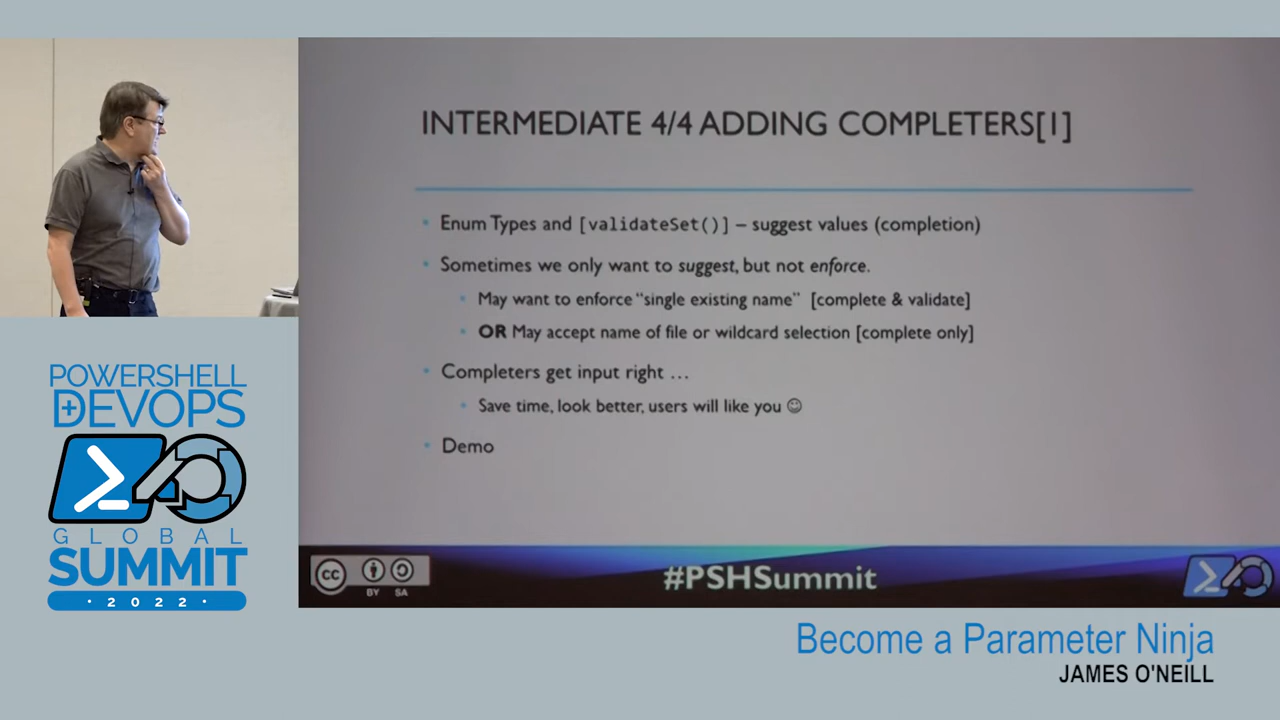 INTERMEDIATE 4/4 ADDING COMPLETERS[1]
• Enum Types and [validateSet()] – suggest values (completion)
• Sometimes we only want to suggest, but not enforce.
• May want to enforce “single existing name” [complete & validate]
• OR May accept name of file or wildcard selection [complete only]
• Completers get input right …
• Save time, look better, users will like you ☺
• Demo
cc BY SA
#PSHSummit
POWERSHELL
+DEVOPS
GLOBAL
SUMMIT
· 2022 ·
Become a Parameter Ninja
JAMES O'NEILL